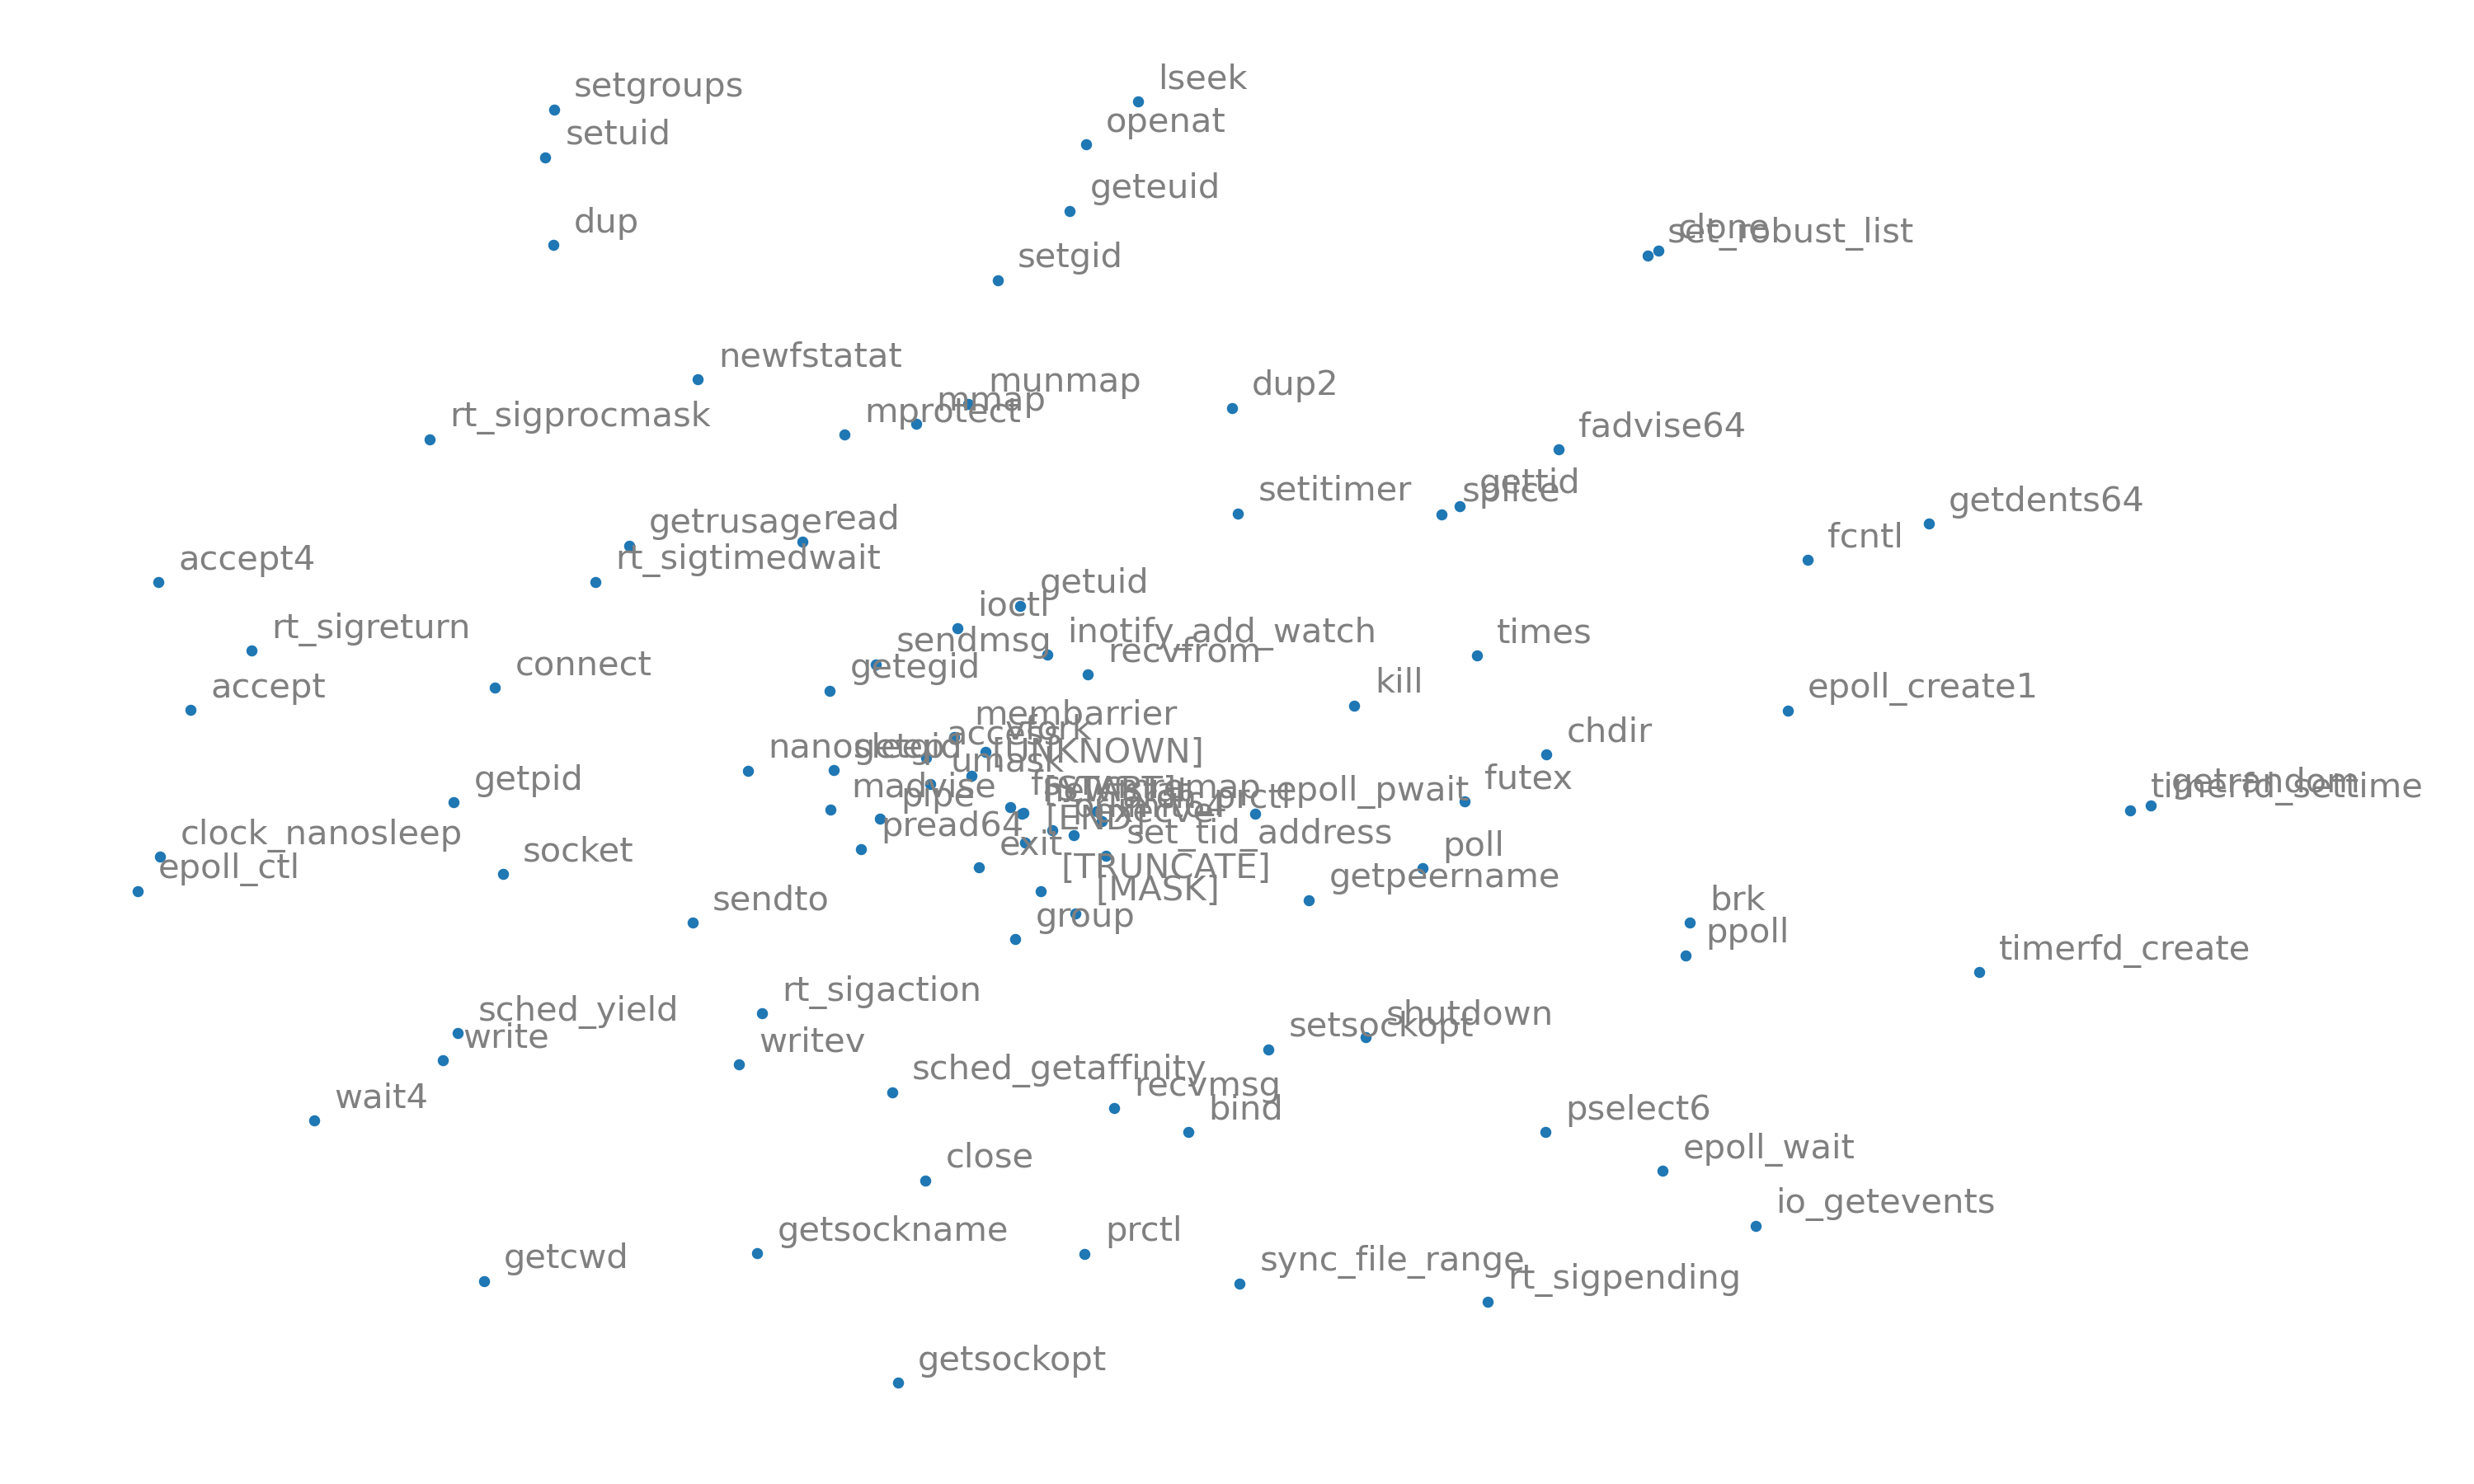 lseek
setgroups
openat
setuid
geteuid
dup
clone
set_robust_list
setgid
newfstatat
munmap
dup2
mmap
mprotect
rt_sigprocmask
fadvise64
gettid
splice
setitimer
getdents64
read
getrusage
fcntl
accept4
rt_sigtimedwait
getuid
ioctl
rt_sigreturn
inotify_add_watch
times
sendmsg
recvfrom
connect
getegid
kill
accept
epoll_create1
membarrier
vfork
access
chdir
nanosleep
[UNKNOWN]
umask
getpid
madvise
[START]
epoll_pwait
futex
getrandom
timerfd_settime
pipe
[END]
pread64
set_tid_address
clock_nanosleep
exit
poll
socket
epoll_ctl
[TRUNCATE]
getpeername
[MASK]
sendto
brk
group
ppoll
timerfd_create
rt_sigaction
sched_yield
shutdown
setsockopt
write
writev
sched_getaffinity
recvmsg
wait4
bind
pselect6
epoll_wait
close
io_getevents
getsockname
prctl
getcwd
sync_file_range
rt_sigpending
getsockopt